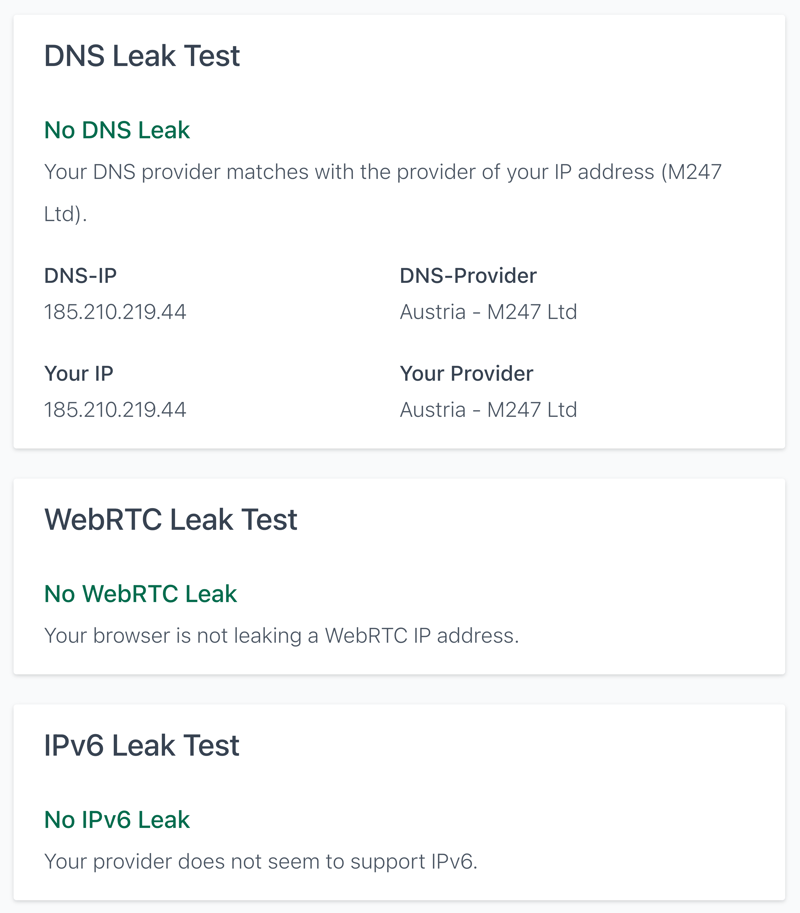 DNS Leak Test
No DNS Leak
Your DNS provider matches with the provider of your IP address (M247
Ltd).
DNS-IP
DNS-Provider
185.210.219.44
Austria - M247 Ltd
Your IP
Your Provider
185.210.219.44
Austria - M247 Ltd
WebRTC Leak Test
No WebRTC Leak
Your browser is not leaking a WebRTC IP address.
IPv6 Leak Test
No IPv6 Leak
Your provider does not seem to support IPv6.